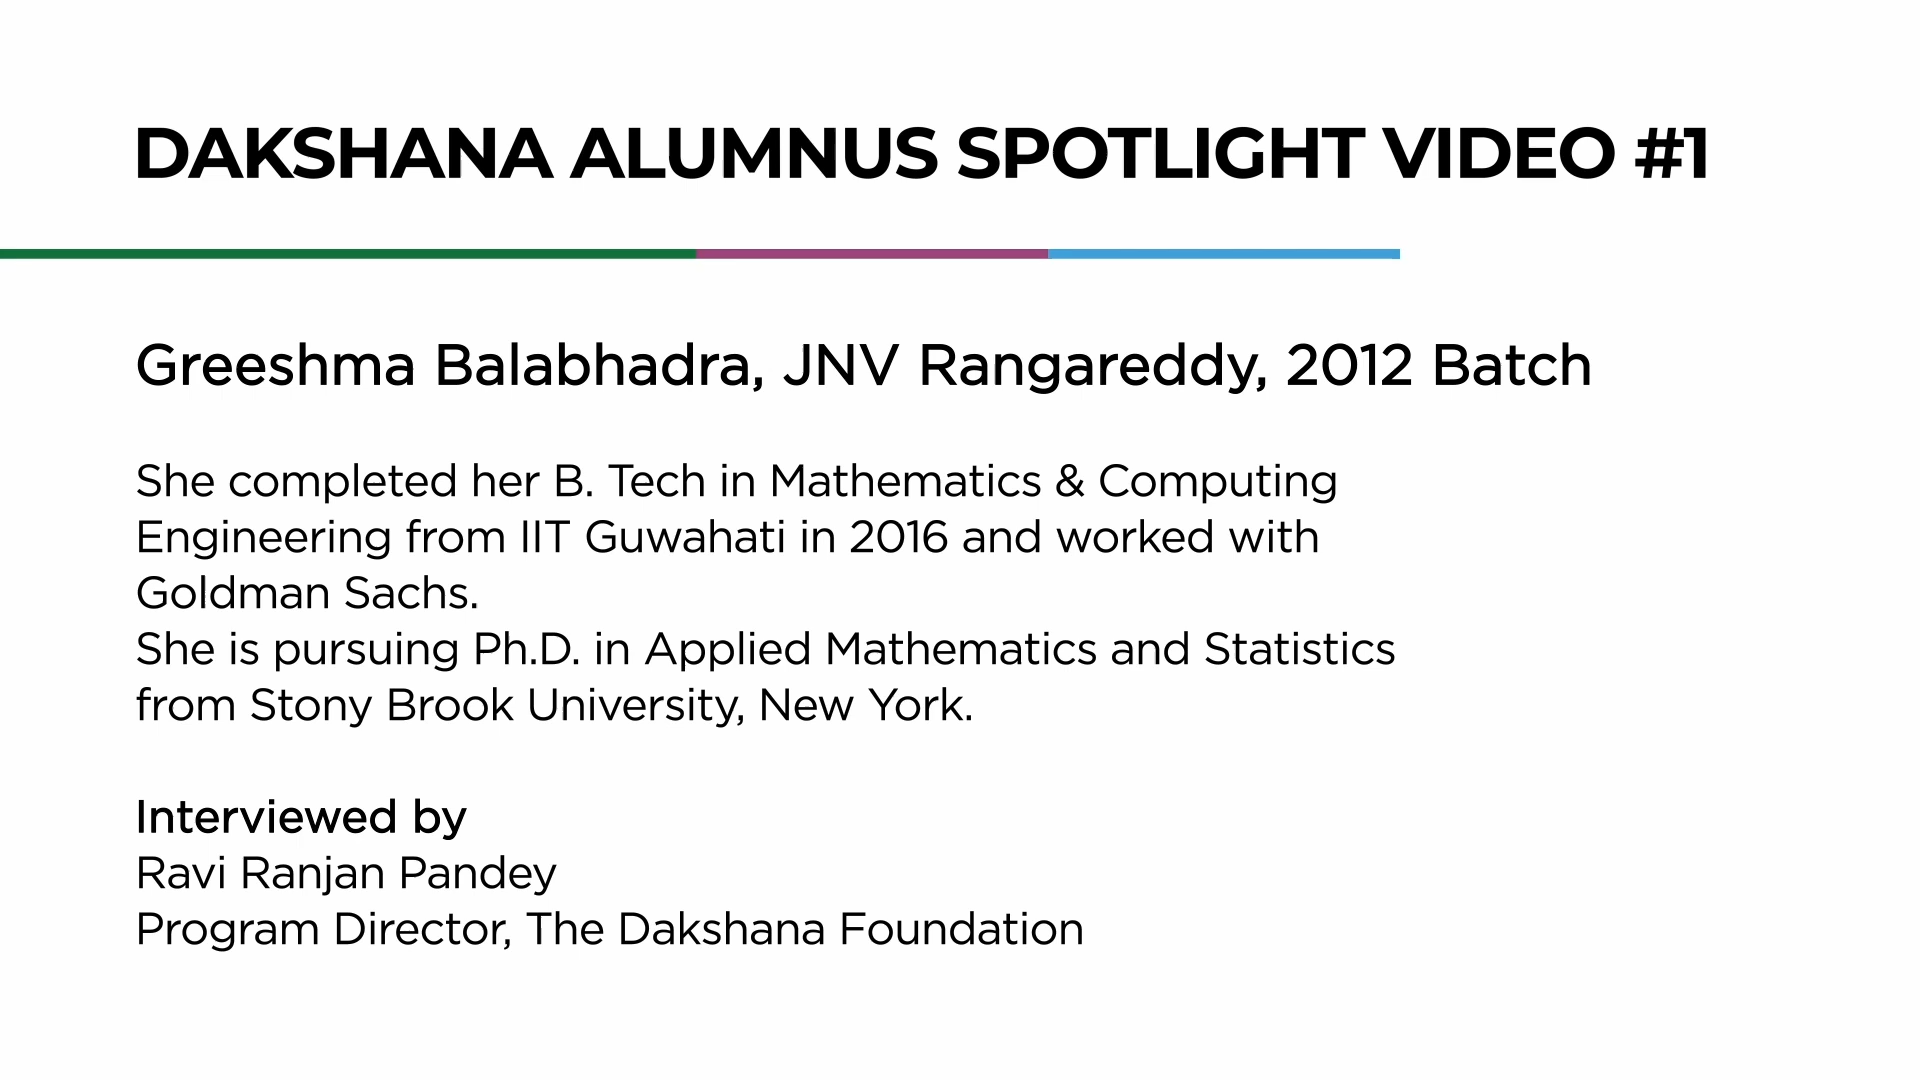 DAKSHANA ALUMNUS SPOTLIGHT VIDEO #1
Greeshma Balabhadra, JNV Rangareddy, 2012 Batch
She completed her B. Tech in Mathematics & Computing
Engineering from IIT Guwahati in 2016 and worked with
Goldman Sachs.
She is pursuing Ph.D. in Applied Mathematics and Statistics
from Stony Brook University, New York.
Interviewed by
Ravi Ranjan Pandey
Program Director, The Dakshana Foundation